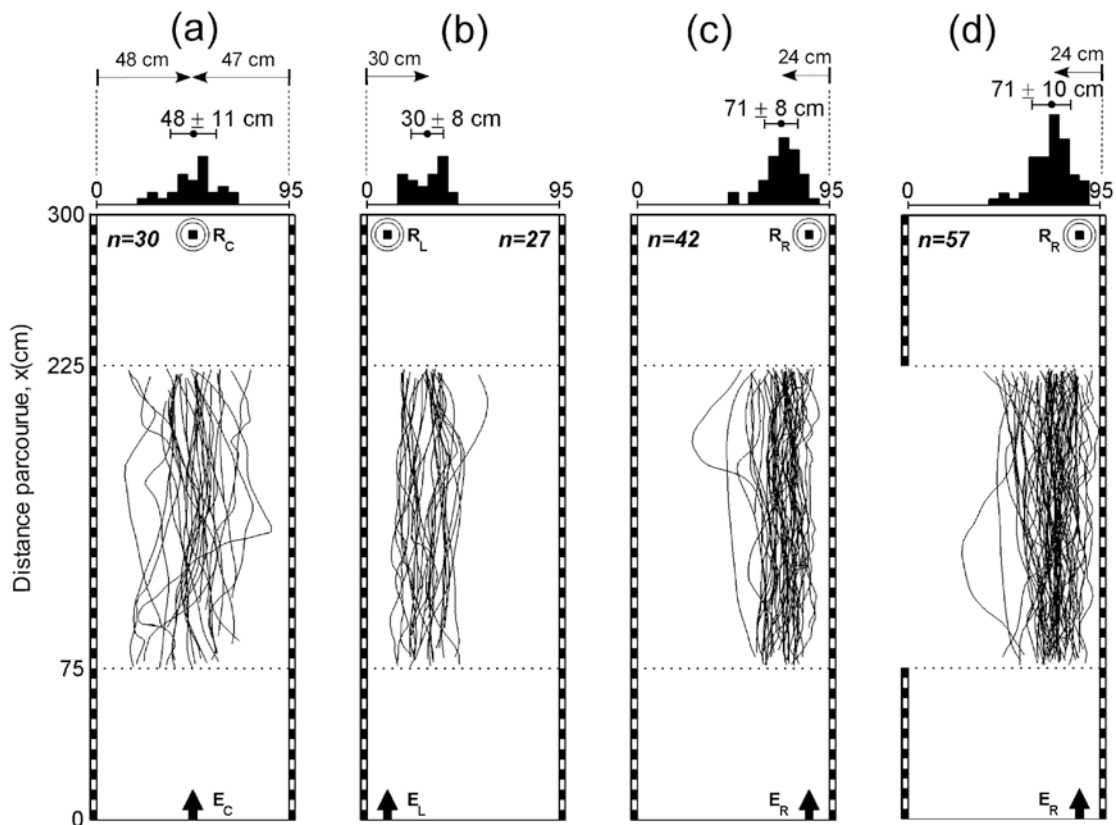 (a) (b) (c) (d)
48 cm 47 cm 30 cm 24 cm 24 cm
48 ± 11 cm 30 ± 8 cm 71 ± 8 cm 71 ± 10 cm
0 95 0 95 0 95 0 95
300
n=30 R_C R_L n=27 n=42 R_R n=57 R_R
225
Distance parcourue, x(cm)
75
0
E_C E_L E_R E_R